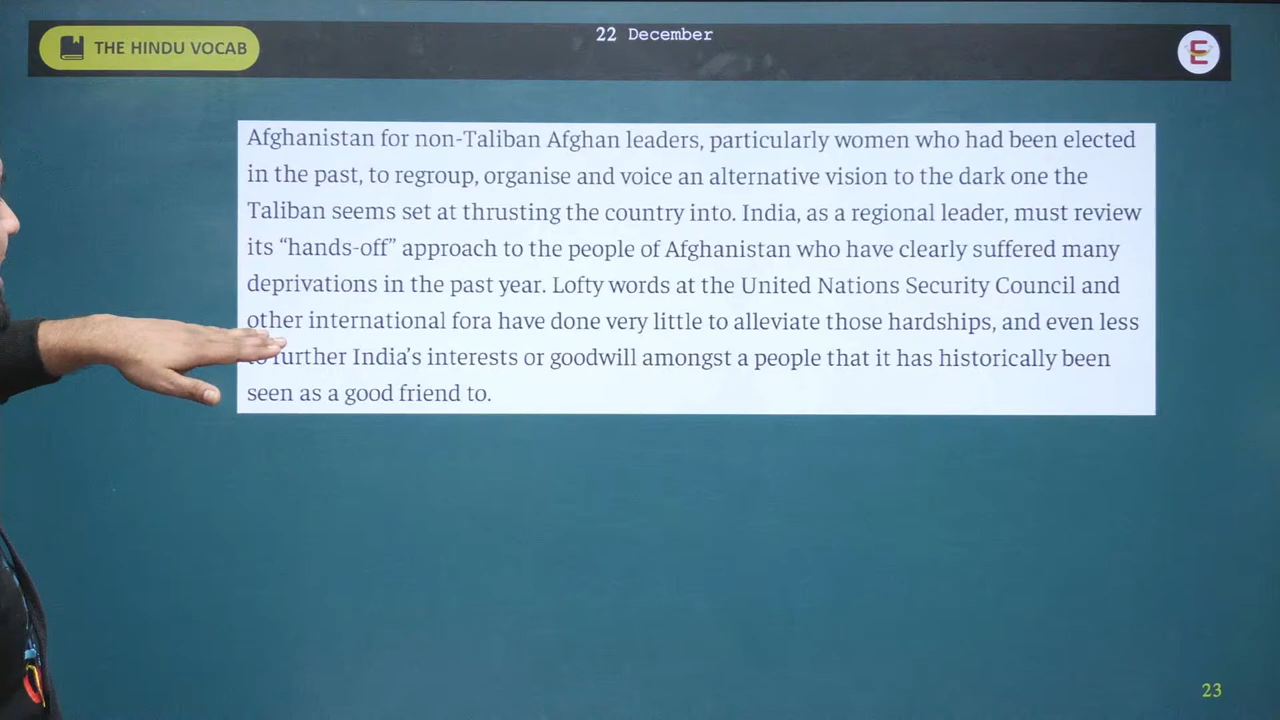 THE HINDU VOCAB
22 December
Afghanistan for non-Taliban Afghan leaders, particularly women who had been elected
in the past, to regroup, organise and voice an alternative vision to the dark one the
Taliban seems set at thrusting the country into. India, as a regional leader, must review
its “hands-off” approach to the people of Afghanistan who have clearly suffered many
deprivations in the past year. Lofty words at the United Nations Security Council and
other international fora have done very little to alleviate those hardships, and even less
to further India’s interests or goodwill amongst a people that it has historically been
seen as a good friend to.
23